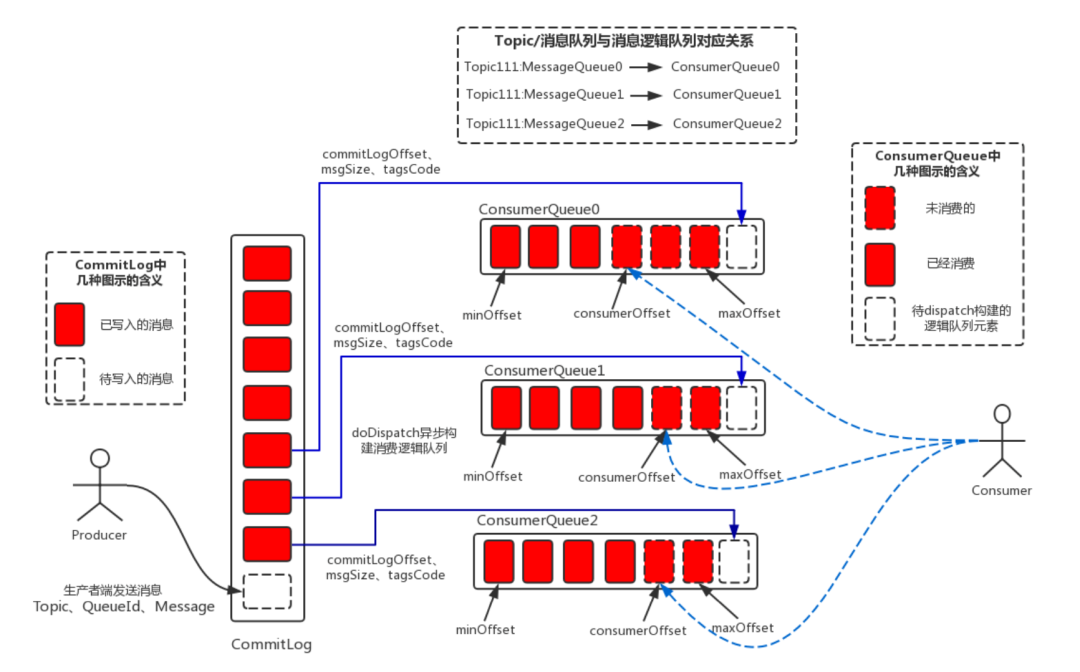 Topic/消息队列与消息逻辑队列对应关系
Topic111:MessageQueue0
ConsumerQueue0
Topic111:MessageQueue1
ConsumerQueue1
Topic111:MessageQueue2
ConsumerQueue2
commitLogOffset、
msgSize、tagsCode
ConsumerQueue中
几种图示的含义
未消费的
已经消费
待dispatch构建的
逻辑队列元素
ConsumerQueue0
minOffset
consumerOffset
maxOffset
CommitLog中
几种图示的含义
已写入的消息
待写入的消息
commitLogOffset、
msgSize、tagsCode
ConsumerQueue1
doDispatch异步构
建消费逻辑队列
minOffset
consumerOffset
maxOffset
Consumer
Producer
ConsumerQueue2
commitLogOffset、
msgSize、tagsCode
生产者端发送消息
Topic、QueueId、Message
minOffset
consumerOffset
maxOffset
CommitLog